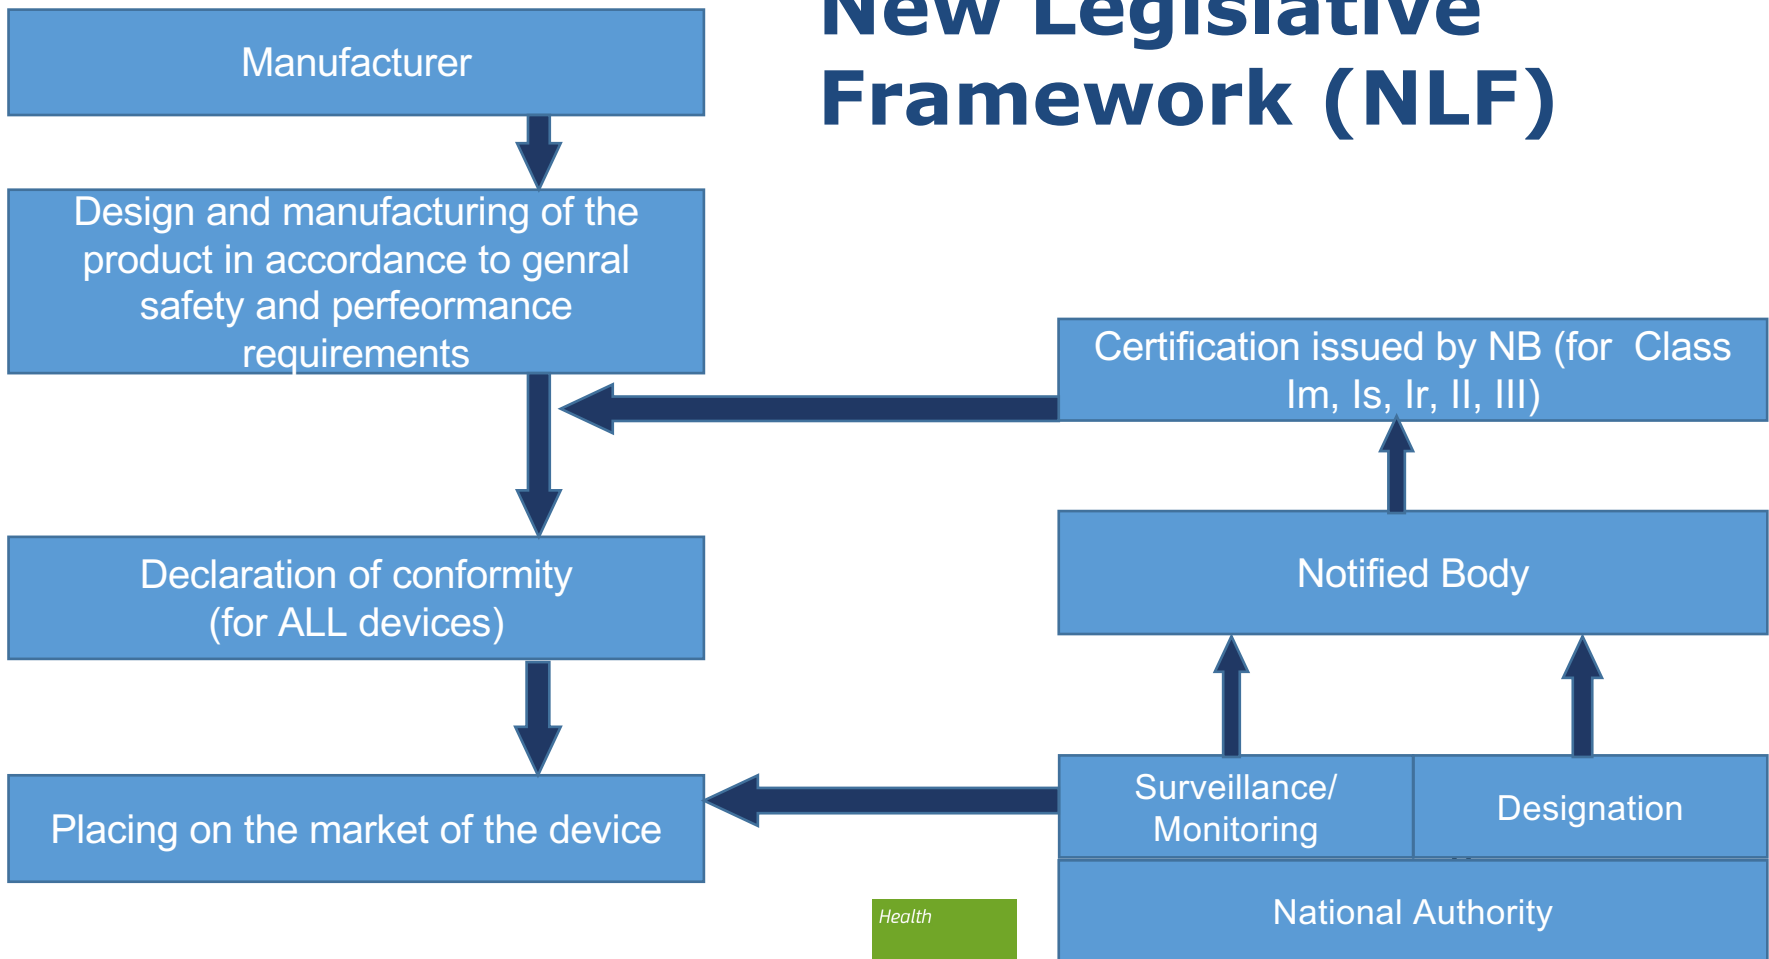 New Legislative
Framework (NLF)
Manufacturer
Design and manufacturing of the
product in accordance to genral
safety and perfeormance
requirements
Certification issued by NB (for  Class
Im, Is, Ir, II, III)
Declaration of conformity
(for ALL devices)
Notified Body
Placing on the market of the device
Surveillance/
Monitoring
Designation
National Authority
Health